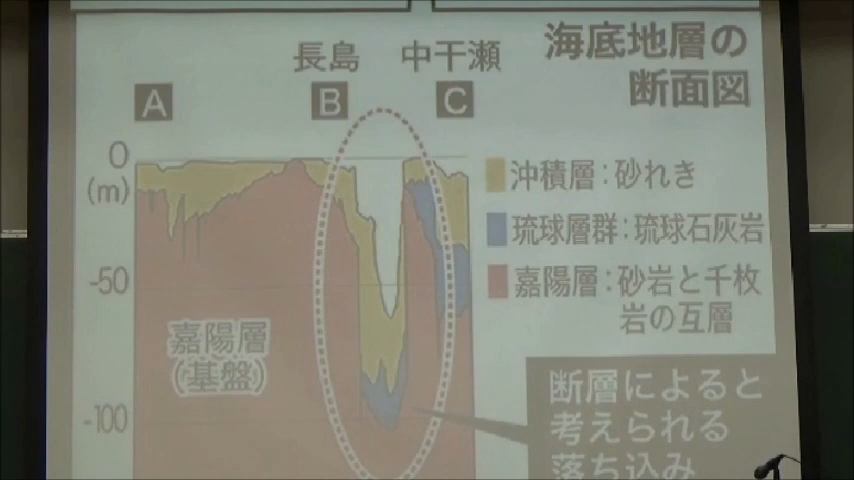 海底地層の
断面図
長島
中干瀬
A
B
C
0
(m)
-50
-100
沖積層:砂れき
琉球層群:琉球石灰岩
嘉陽層:砂岩と千枚
岩の互層
嘉陽層
(基盤)
断層によると
考えられる
落ち込み